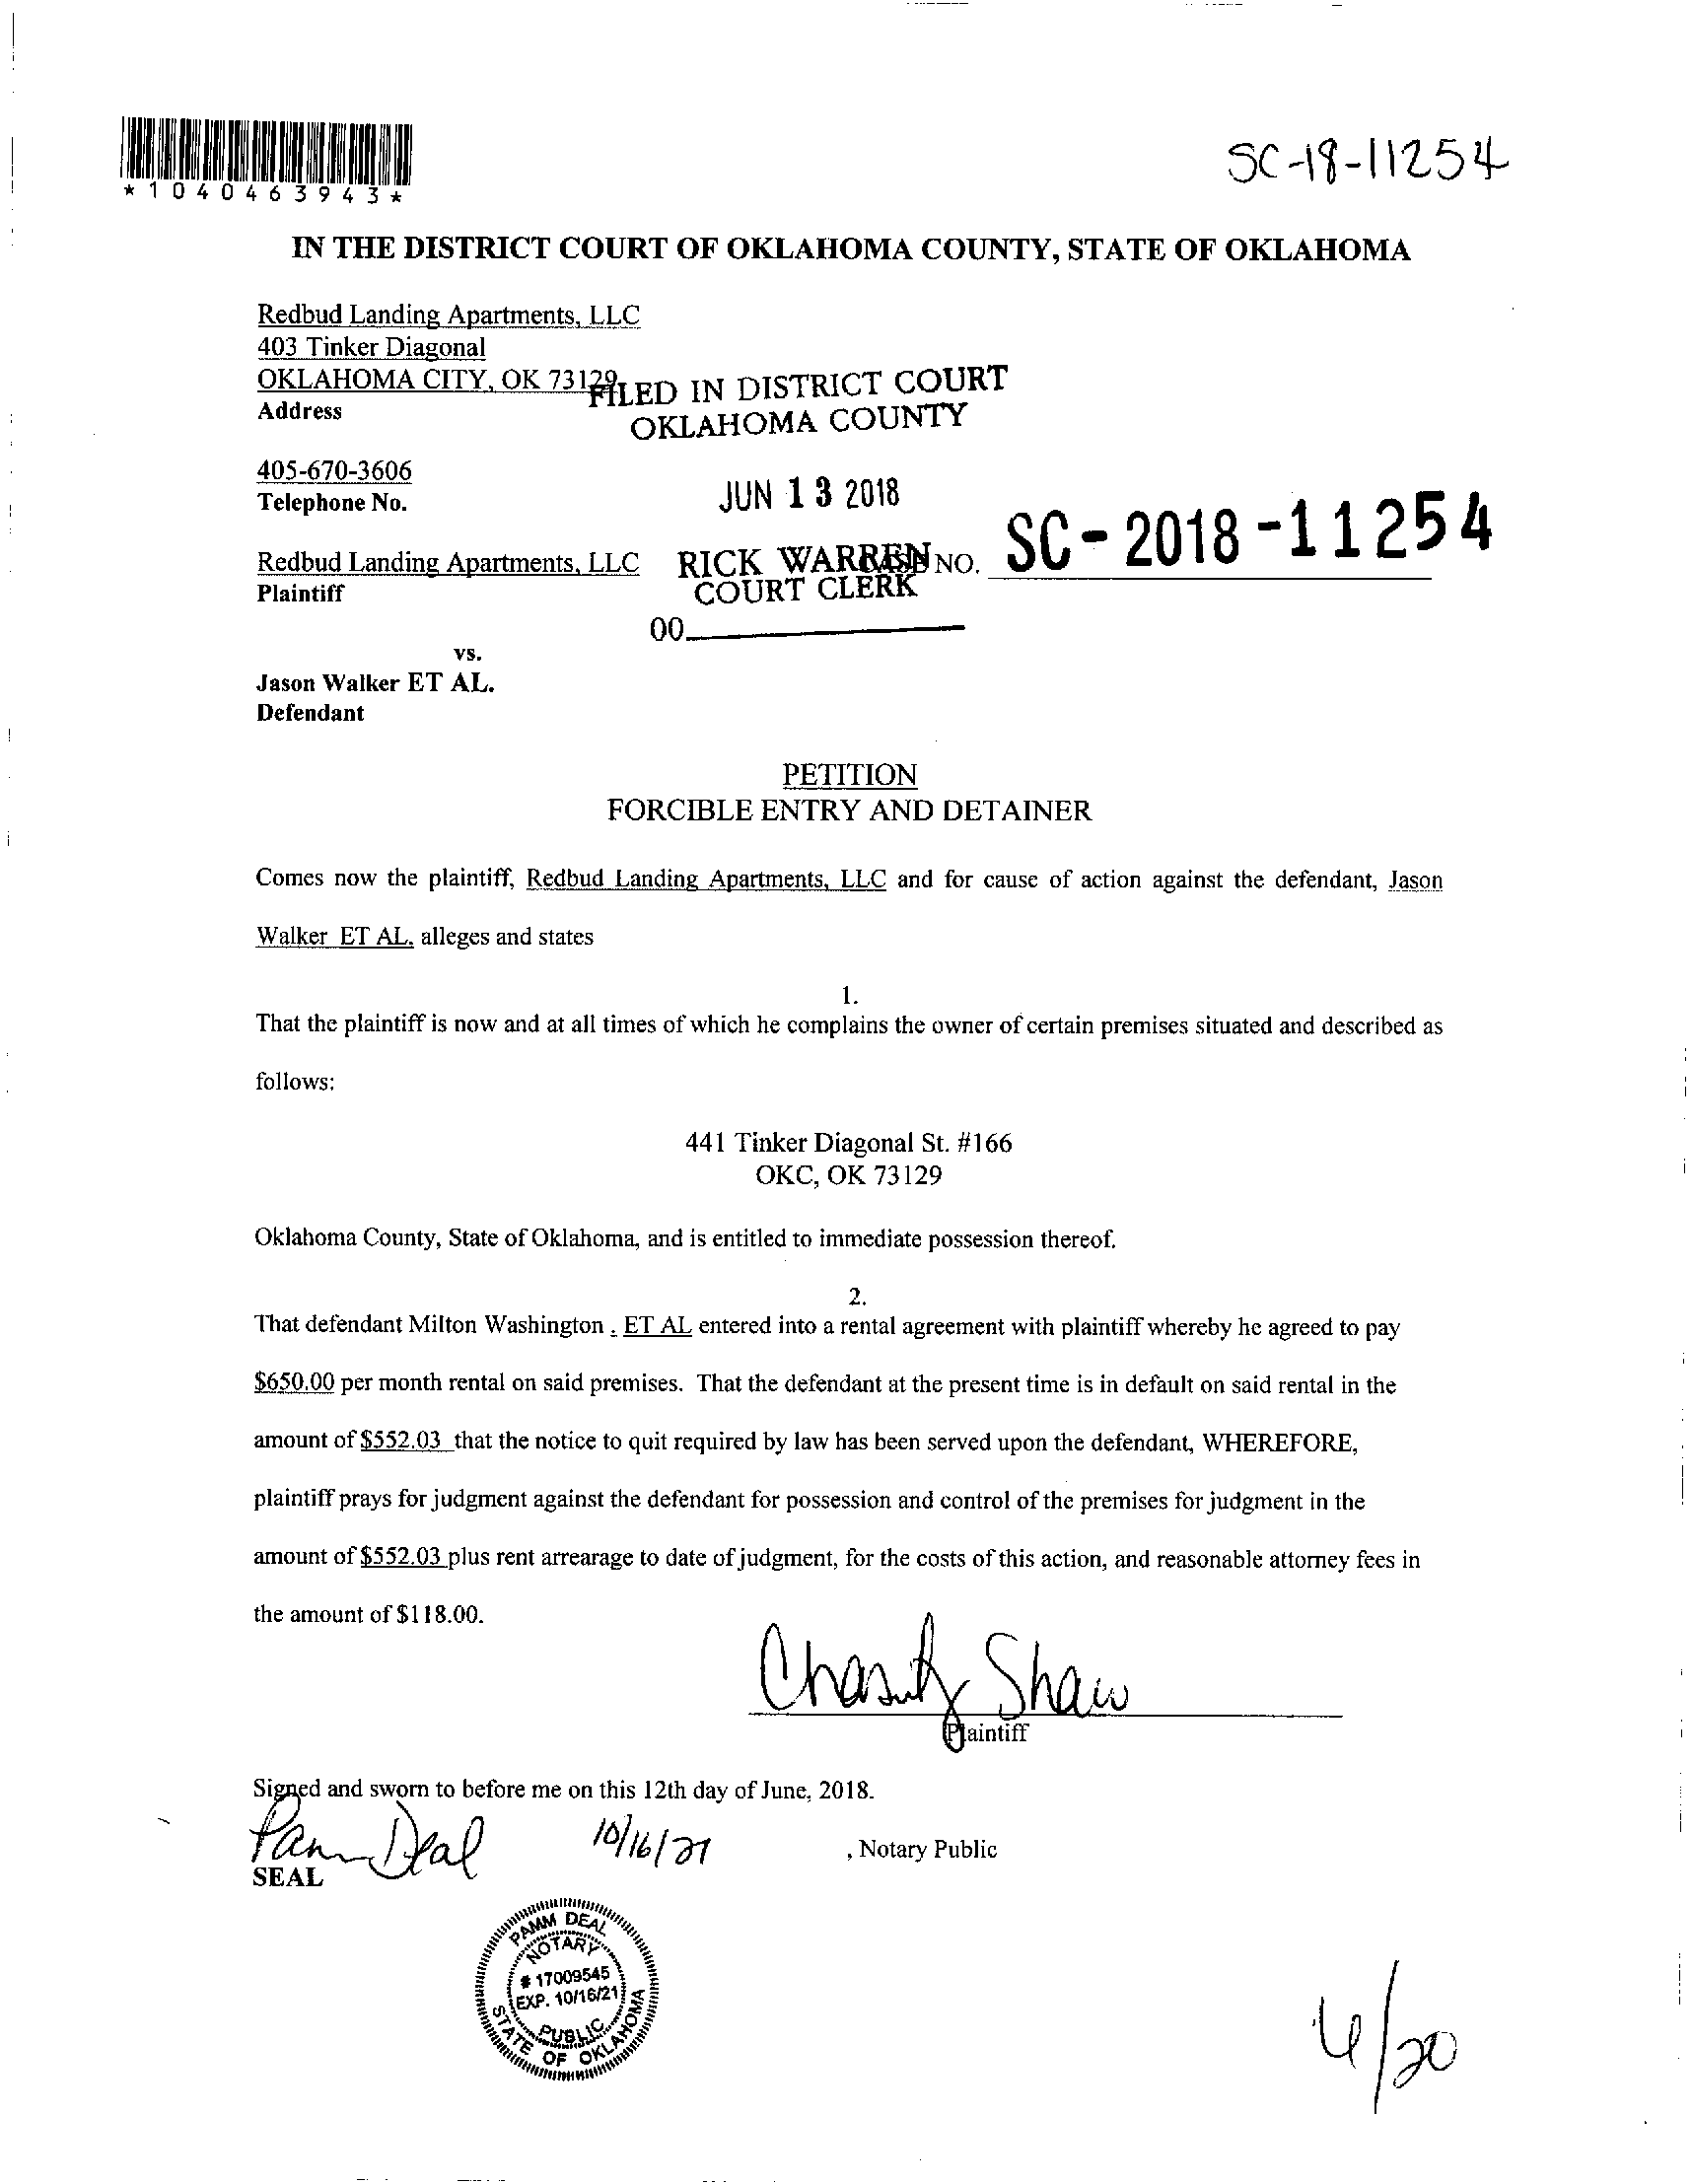 *1040463943*
SC-18-11254
IN THE DISTRICT COURT OF OKLAHOMA COUNTY, STATE OF OKLAHOMA
Redbud Landing Apartments, LLC
403 Tinker Diagonal
OKLAHOMA CITY, OK 73129
Address
FILED IN DISTRICT COURT
OKLAHOMA COUNTY
405-670-3606
Telephone No.
JUN 13 2018
Redbud Landing Apartments, LLC
Plaintiff
RICK WARREN
COURT CLERK
CASE NO. SC-2018-11254
00
vs.
Jason Walker ET AL.
Defendant
PETITION
FORCIBLE ENTRY AND DETAINER
Comes now the plaintiff, Redbud Landing Apartments, LLC and for cause of action against the defendant, Jason
Walker ET AL. alleges and states
1.
That the plaintiff is now and at all times of which he complains the owner of certain premises situated and described as
follows:
441 Tinker Diagonal St. #166
OKC, OK 73129
Oklahoma County, State of Oklahoma, and is entitled to immediate possession thereof.
2.
That defendant Milton Washington . ET AL entered into a rental agreement with plaintiff whereby he agreed to pay
$650.00 per month rental on said premises. That the defendant at the present time is in default on said rental in the
amount of $552.03 that the notice to quit required by law has been served upon the defendant, WHEREFORE,
plaintiff prays for judgment against the defendant for possession and control of the premises for judgment in the
amount of $552.03 plus rent arrearage to date of judgment, for the costs of this action, and reasonable attorney fees in
the amount of $118.00.
Chasity Shaw
Plaintiff
Signed and sworn to before me on this 12th day of June, 2018.
Pamm Deal 10/16/21 , Notary Public
SEAL
PAMM DEAL
NOTARY
# 17009545
EXP. 10/16/21
PUBLIC
STATE OF OKLAHOMA
6/20